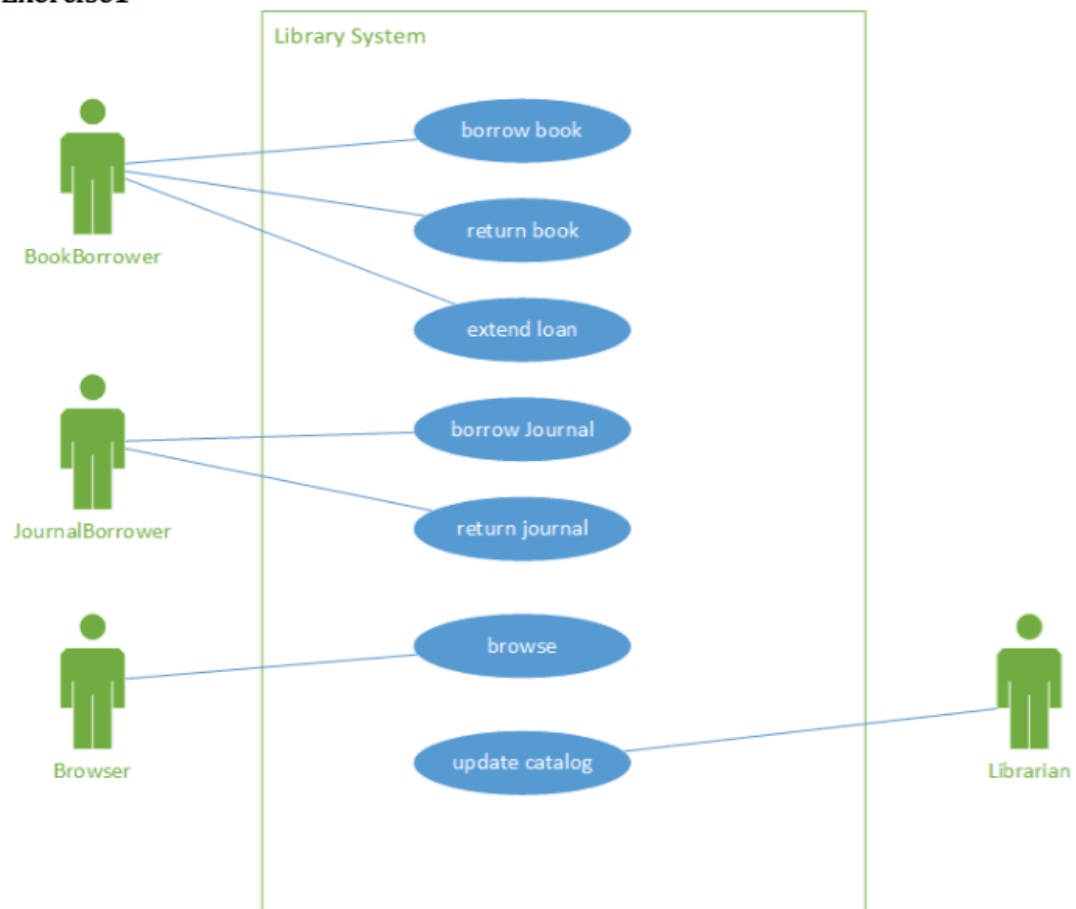 Exercise1
Library System
borrow book
return book
BookBorrower
extend loan
borrow Journal
return journal
JournalBorrower
browse
update catalog
Browser
Librarian